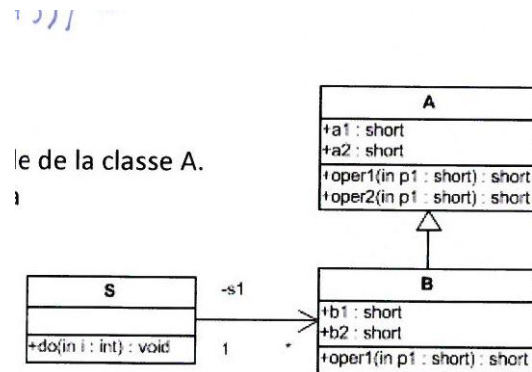 le de la classe A.
A
+a1 : short
+a2 : short
+oper1(in p1 : short) : short
+oper2(in p1 : short) : short
S
+do(in i : int) : void
-s1
1
*
B
+b1 : short
+b2 : short
+oper1(in p1 : short) : short